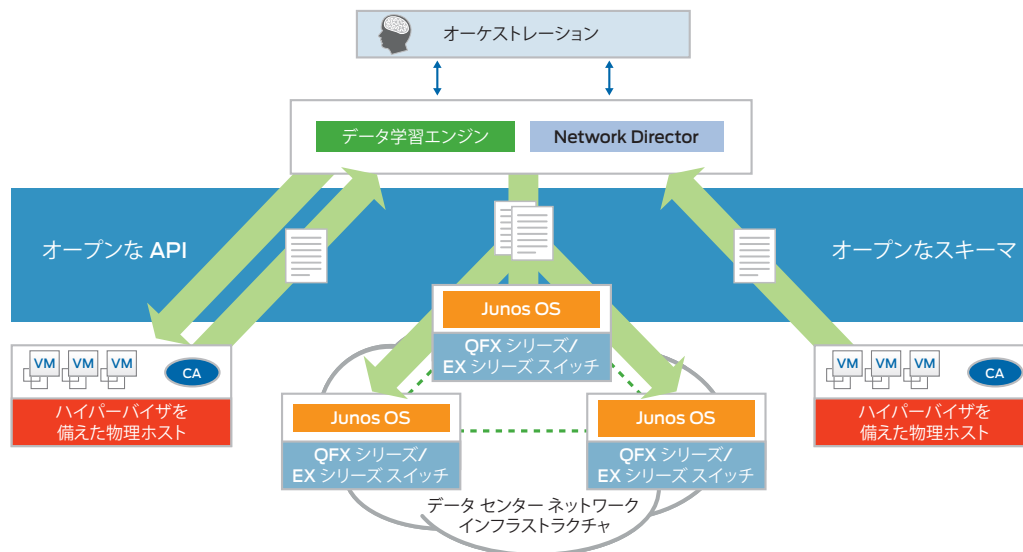 オーケストレーション
データ学習エンジン
Network Director
オープンな API
オープンなスキーマ
Junos OS
QFX シリーズ/
EX シリーズ スイッチ
VM VM VM
CA
ハイパーバイザを
備えた物理ホスト
Junos OS
QFX シリーズ/
EX シリーズ スイッチ
Junos OS
QFX シリーズ/
EX シリーズ スイッチ
VM VM VM
CA
ハイパーバイザを
備えた物理ホスト
データ センター ネットワーク
インフラストラクチャ